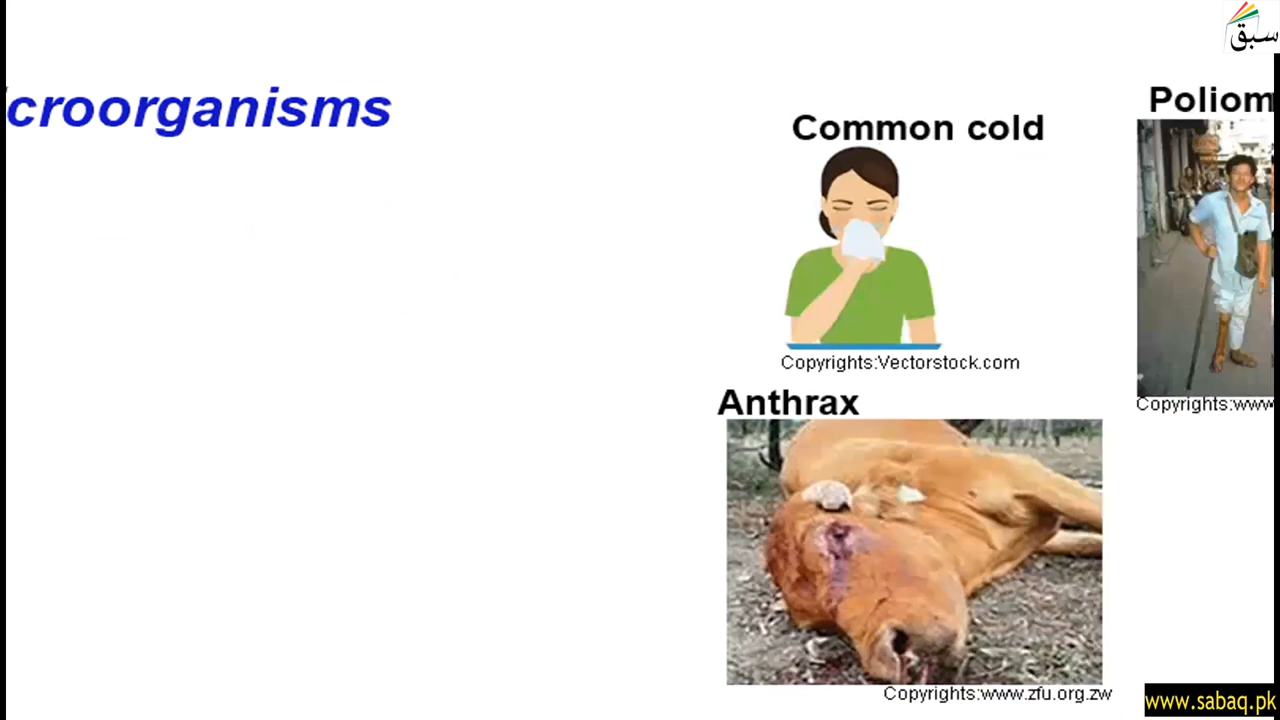 سبق
croorganisms
Common cold
Copyrights:Vectorstock.com
Poliom
Copyrights:www
Anthrax
Copyrights:www.zfu.org.zw
www.sabaq.pk